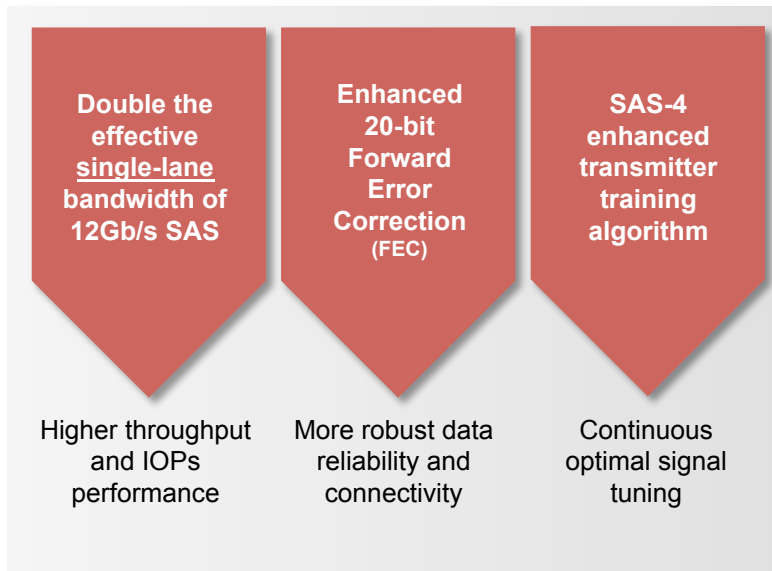 Double the
effective
single-lane
bandwidth of
12Gb/s SAS
Enhanced
20-bit
Forward
Error
Correction
(FEC)
SAS-4
enhanced
transmitter
training
algorithm
Higher throughput
and IOPs
performance
More robust data
reliability and
connectivity
Continuous
optimal signal
tuning